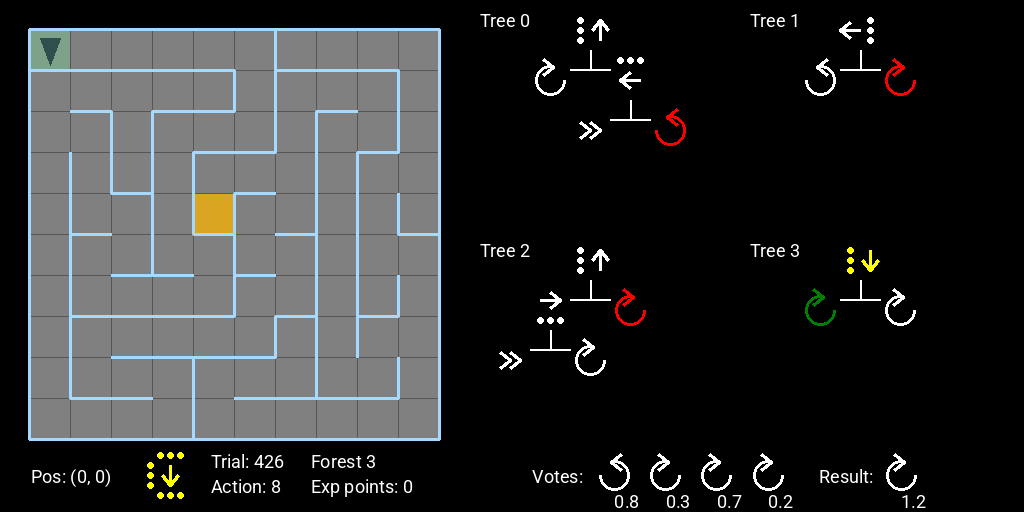 Tree 0
Tree 1
Tree 2
Tree 3
Pos: (0, 0)
Trial: 426
Forest 3
Action: 8
Exp points: 0
Votes:
0.8
0.3
0.7
0.2
Result:
1.2